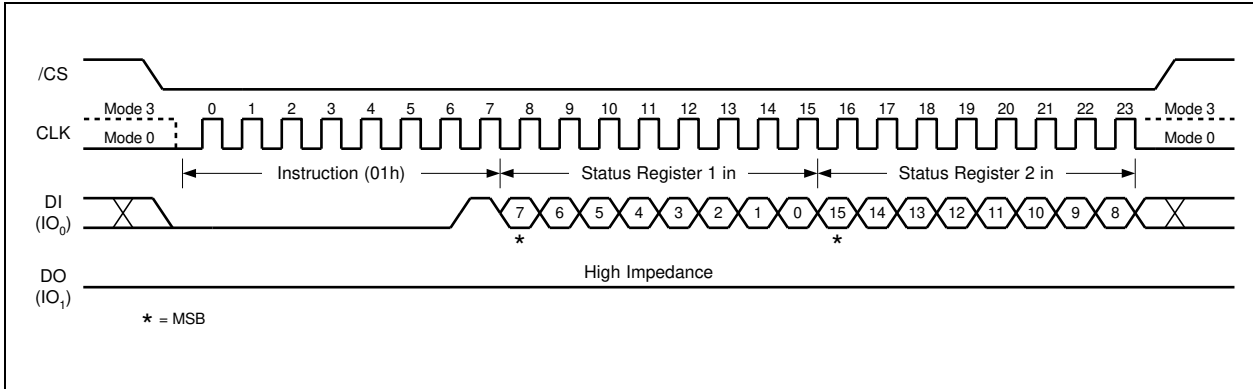 /CS
Mode 3 0 1 2 3 4 5 6 7 8 9 10 11 12 13 14 15 16 17 18 19 20 21 22 23 Mode 3
CLK Mode 0 Mode 0
Instruction (01h) Status Register 1 in Status Register 2 in
DI 7 6 5 4 3 2 1 0 15 14 13 12 11 10 9 8
(IO0) * *
DO High Impedance
(IO1)
* = MSB